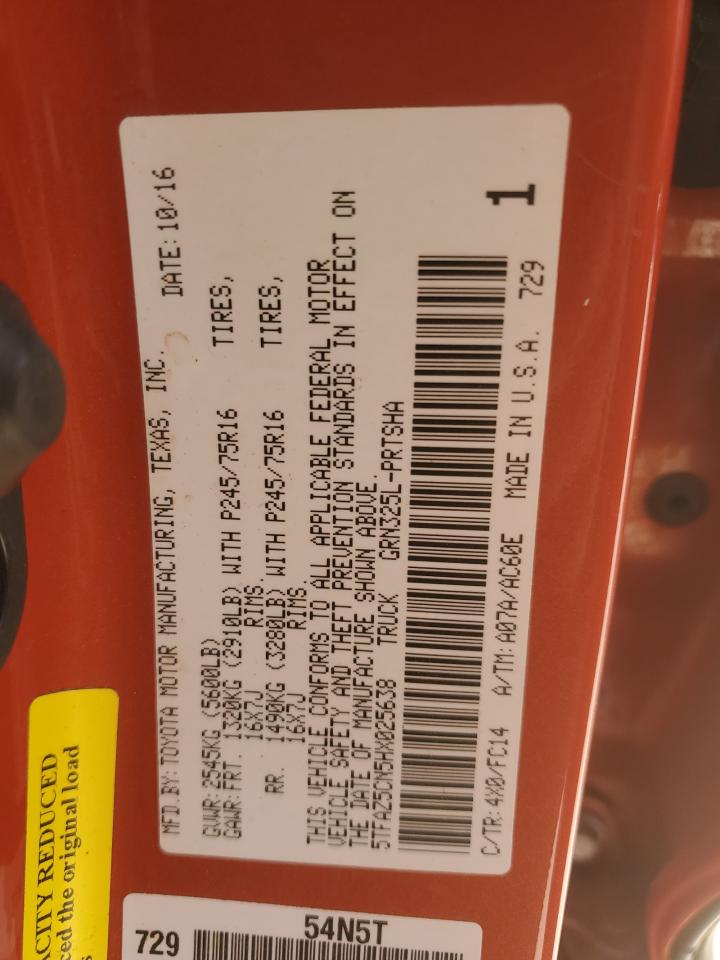 MFD.BY: TOYOTA MOTOR MANUFACTURING, TEXAS, INC. DATE: 10/16
GVWR: 2545KG (5600LB)
GAWR: FRT. 1320KG (2910LB) WITH P245/75R16 TIRES,
16X7J RIMS.
RR. 1490KG (3280LB) WITH P245/75R16 TIRES,
16X7J RIMS.
THIS VEHICLE CONFORMS TO ALL APPLICABLE FEDERAL MOTOR
VEHICLE SAFETY AND THEFT PREVENTION STANDARDS IN EFFECT ON
THE DATE OF MANUFACTURE SHOWN ABOVE.
5TFAZ5CN5HX025638 TRUCK GRN325L-PRTSHA
C/TR: 4X0/FC14 A/TM: A07A/AC60E MADE IN U.S.A. 729
1
ACITY REDUCED
ced the original load
54N5T
729